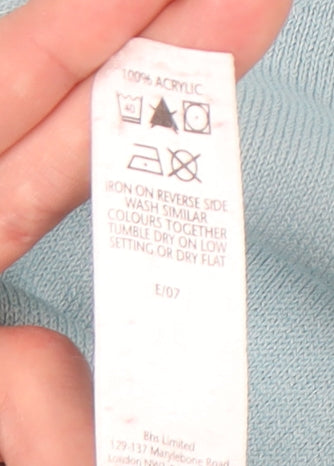 100% ACRYLIC
40
IRON ON REVERSE SIDE
WASH SIMILAR
COLOURS TOGETHER
TUMBLE DRY ON LOW
SETTING.OR DRY FLAT
E/07
Bhs Limited
129-137 Marylebone Road
London